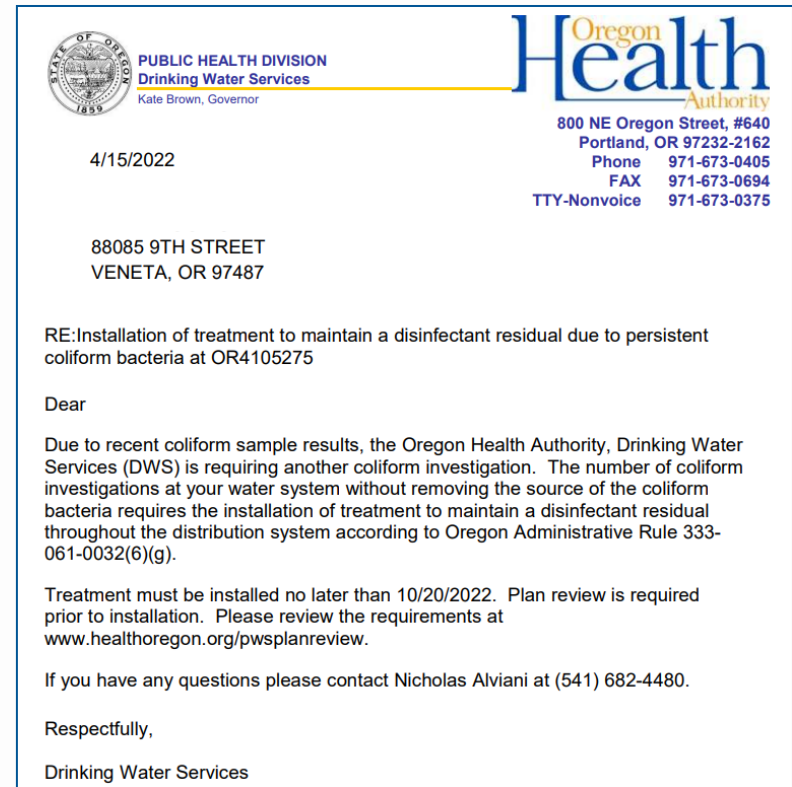 STATE OF OREGON
1859
PUBLIC HEALTH DIVISION
Drinking Water Services
Kate Brown, Governor
Oregon
Health
Authority
800 NE Oregon Street, #640
Portland, OR 97232-2162
Phone 971-673-0405
FAX 971-673-0694
TTY-Nonvoice 971-673-0375
4/15/2022
88085 9TH STREET
VENETA, OR 97487
RE:Installation of treatment to maintain a disinfectant residual due to persistent
coliform bacteria at OR4105275
Dear
Due to recent coliform sample results, the Oregon Health Authority, Drinking Water
Services (DWS) is requiring another coliform investigation.  The number of coliform
investigations at your water system without removing the source of the coliform
bacteria requires the installation of treatment to maintain a disinfectant residual
throughout the distribution system according to Oregon Administrative Rule 333-
061-0032(6)(g).
Treatment must be installed no later than 10/20/2022.  Plan review is required
prior to installation.  Please review the requirements at
www.healthoregon.org/pwsplanreview.
If you have any questions please contact Nicholas Alviani at (541) 682-4480.
Respectfully,
Drinking Water Services